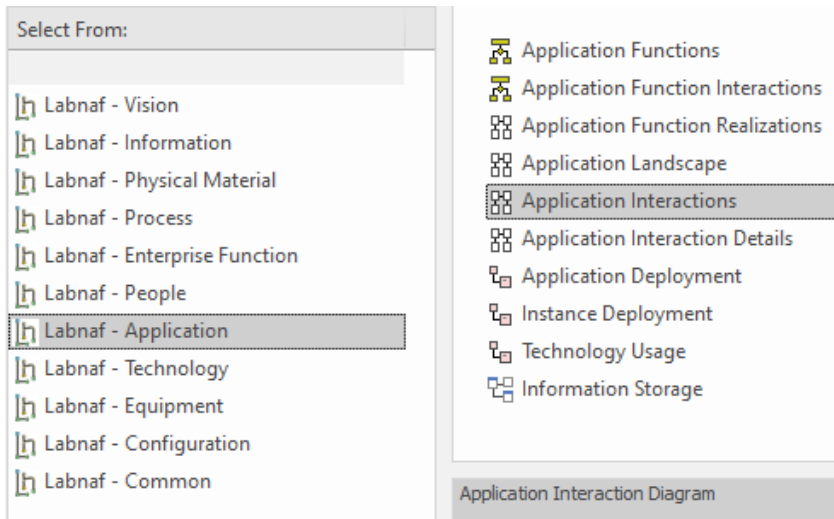 Select From:
Labnaf - Vision
Labnaf - Information
Labnaf - Physical Material
Labnaf - Process
Labnaf - Enterprise Function
Labnaf - People
Labnaf - Application
Labnaf - Technology
Labnaf - Equipment
Labnaf - Configuration
Labnaf - Common
Application Functions
Application Function Interactions
Application Function Realizations
Application Landscape
Application Interactions
Application Interaction Details
Application Deployment
Instance Deployment
Technology Usage
Information Storage
Application Interaction Diagram